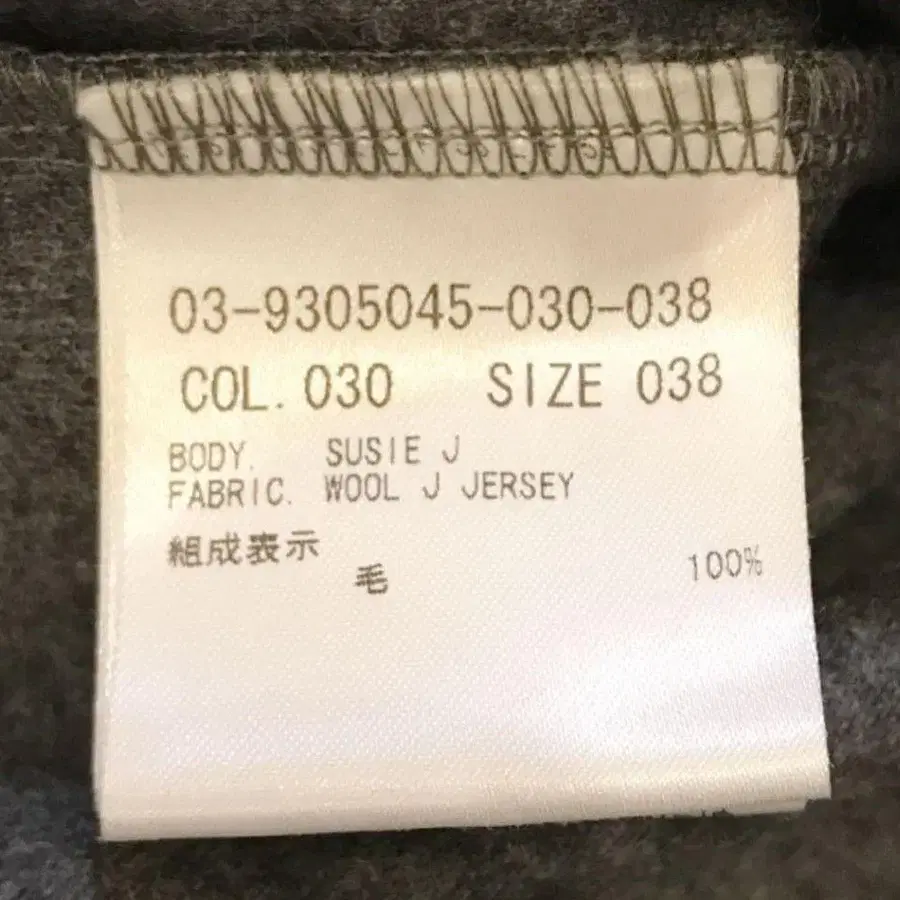 03-9305045-030-038
COL. 030 SIZE 038
BODY. SUSIE J
FABRIC. WOOL J JERSEY
組成表示
毛 100%